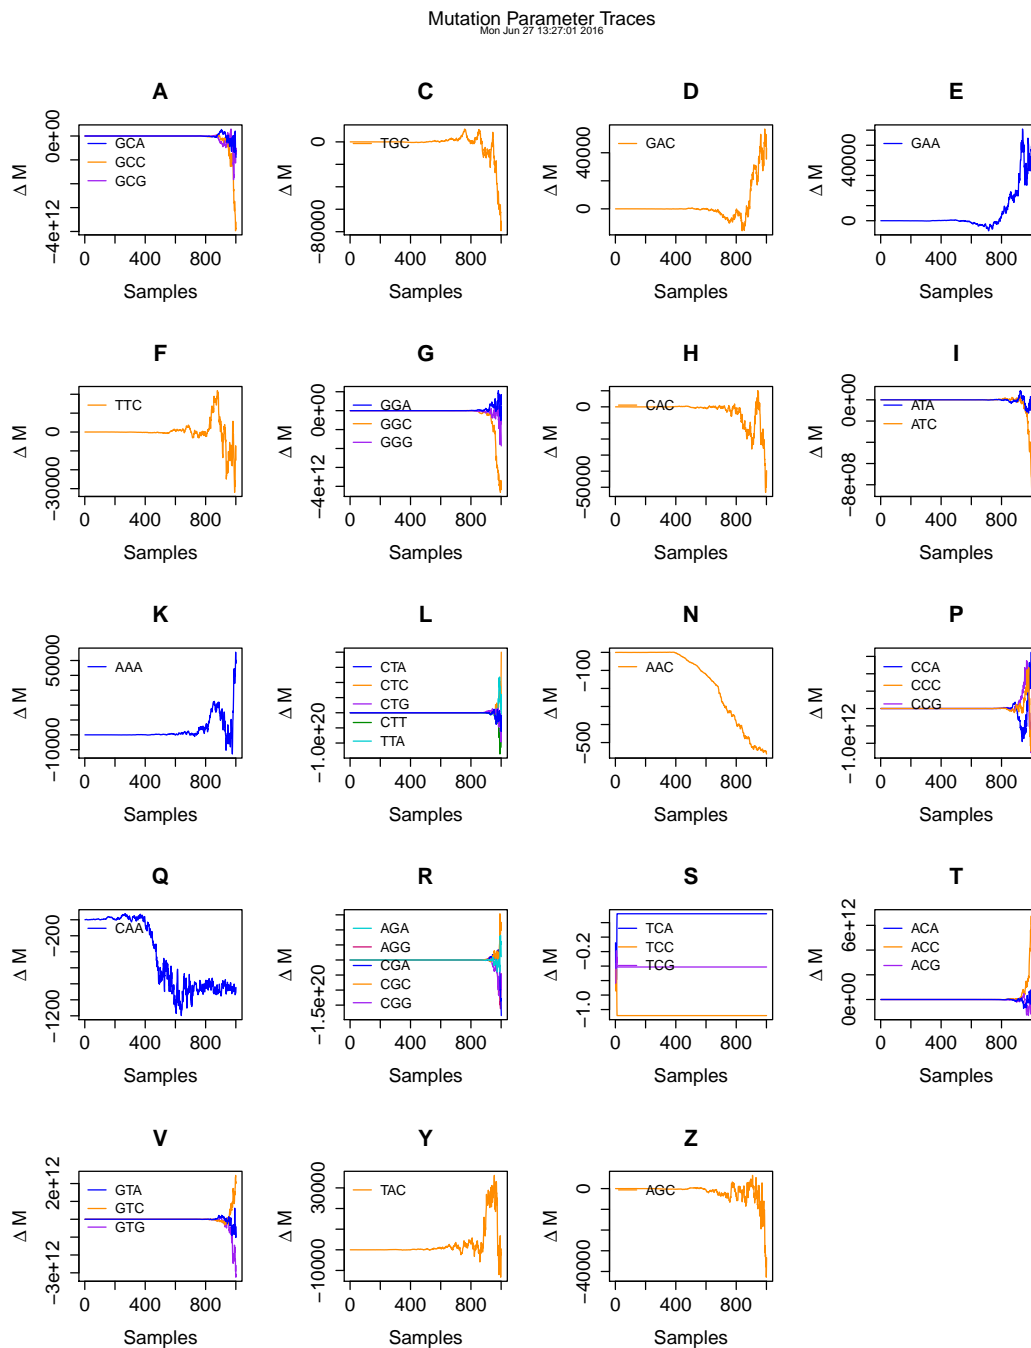 Mutation Parameter Traces
Mon Jun 27 13:27:01 2016
A
Δ M
0e+00
−4e+12
GCA
GCC
GCG
0 400 800
Samples
C
Δ M
0
−80000
TGC
0 400 800
Samples
D
Δ M
40000
0
GAC
0 400 800
Samples
E
Δ M
40000
0
GAA
0 400 800
Samples
F
Δ M
0
−30000
TTC
0 400 800
Samples
G
Δ M
0e+00
−4e+12
GGA
GGC
GGG
0 400 800
Samples
H
Δ M
0
−50000
CAC
0 400 800
Samples
I
Δ M
0e+00
−8e+08
ATA
ATC
0 400 800
Samples
K
Δ M
50000
−10000
AAA
0 400 800
Samples
L
Δ M
−1.0e+20
CTA
CTC
CTG
CTT
TTA
0 400 800
Samples
N
Δ M
−100
−500
AAC
0 400 800
Samples
P
Δ M
−1.0e+12
CCA
CCC
CCG
0 400 800
Samples
Q
Δ M
−200
−1200
CAA
0 400 800
Samples
R
Δ M
−1.5e+20
AGA
AGG
CGA
CGC
CGG
0 400 800
Samples
S
Δ M
−0.2
−1.0
TCA
TCC
TCG
0 400 800
Samples
T
Δ M
6e+12
0e+00
ACA
ACC
ACG
0 400 800
Samples
V
Δ M
2e+12
−3e+12
GTA
GTC
GTG
0 400 800
Samples
Y
Δ M
30000
−10000
TAC
0 400 800
Samples
Z
Δ M
0
−40000
AGC
0 400 800
Samples